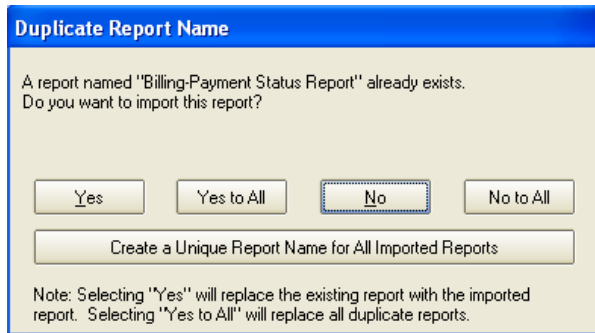 Duplicate Report Name
A report named "Billing-Payment Status Report" already exists.
Do you want to import this report?
Yes
Yes to All
No
No to All
Create a Unique Report Name for All Imported Reports
Note: Selecting "Yes" will replace the existing report with the imported
report. Selecting "Yes to All" will replace all duplicate reports.